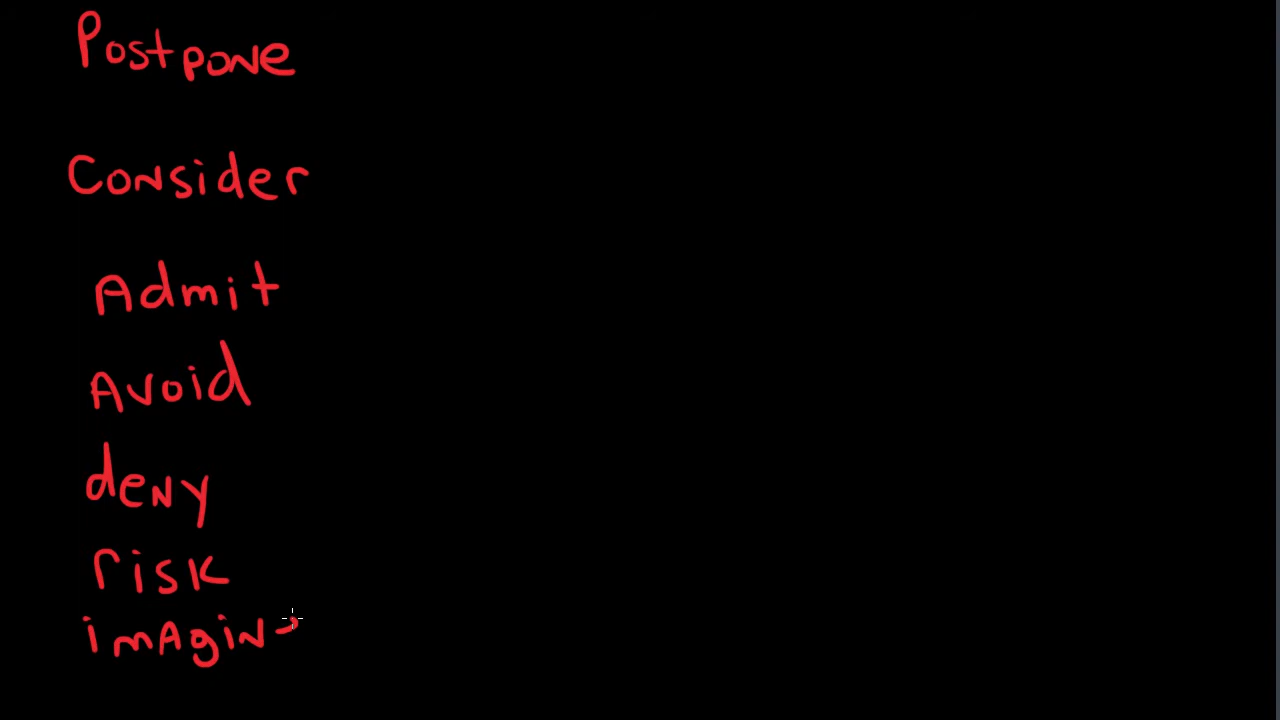 Postpone
Consider
Admit
Avoid
deny
risk
imagin